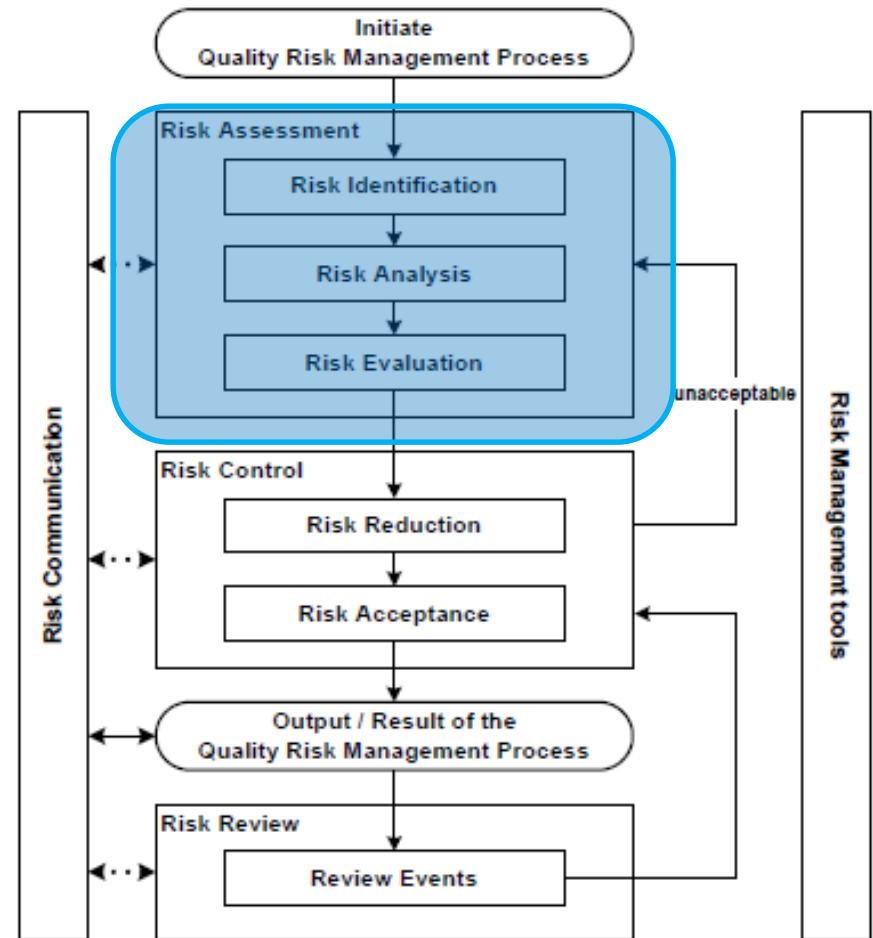 Initiate
Quality Risk Management Process
Risk Assessment
Risk Identification
Risk Analysis
Risk Evaluation
unacceptable
Risk Communication
Risk Management tools
Risk Control
Risk Reduction
Risk Acceptance
Output / Result of the
Quality Risk Management Process
Risk Review
Review Events